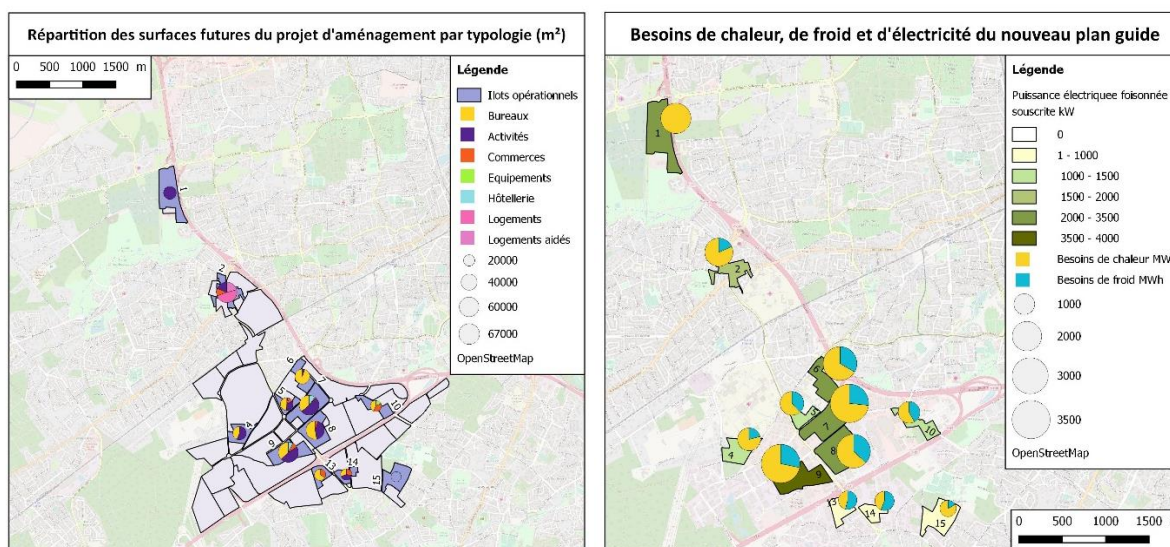 Répartition des surfaces futures du projet d'aménagement par typologie (m²)
0 500 1000 1500 m
Légende
Ilots opérationnels
Bureaux
Activités
Commerces
Equipements
Hôtellerie
Logements
Logements aidés
20000
40000
60000
67000
OpenStreetMap
1
2
6
7
5
10
4
8
9
13
14
15
Besoins de chaleur, de froid et d'électricité du nouveau plan guide
Légende
Puissance électriquee foisonnée
souscrite kW
0
1 - 1000
1000 - 1500
1500 - 2000
2000 - 3500
3500 - 4000
Besoins de chaleur MW
Besoins de froid MWh
1000
2000
3000
3500
OpenStreetMap
1
2
6
5
7
10
4
8
9
13
14
15
0 500 1000 1500